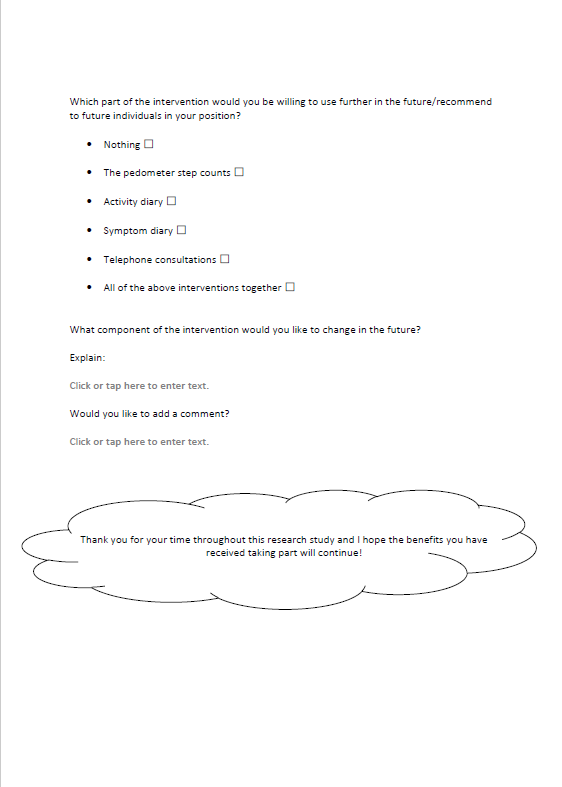 Which part of the intervention would you be willing to use further in the future/recommend
to future individuals in your position?
• Nothing ☐
• The pedometer step counts ☐
• Activity diary ☐
• Symptom diary ☐
• Telephone consultations ☐
• All of the above interventions together ☐
What component of the intervention would you like to change in the future?
Explain:
Click or tap here to enter text.
Would you like to add a comment?
Click or tap here to enter text.
Thank you for your time throughout this research study and I hope the benefits you have
received taking part will continue!